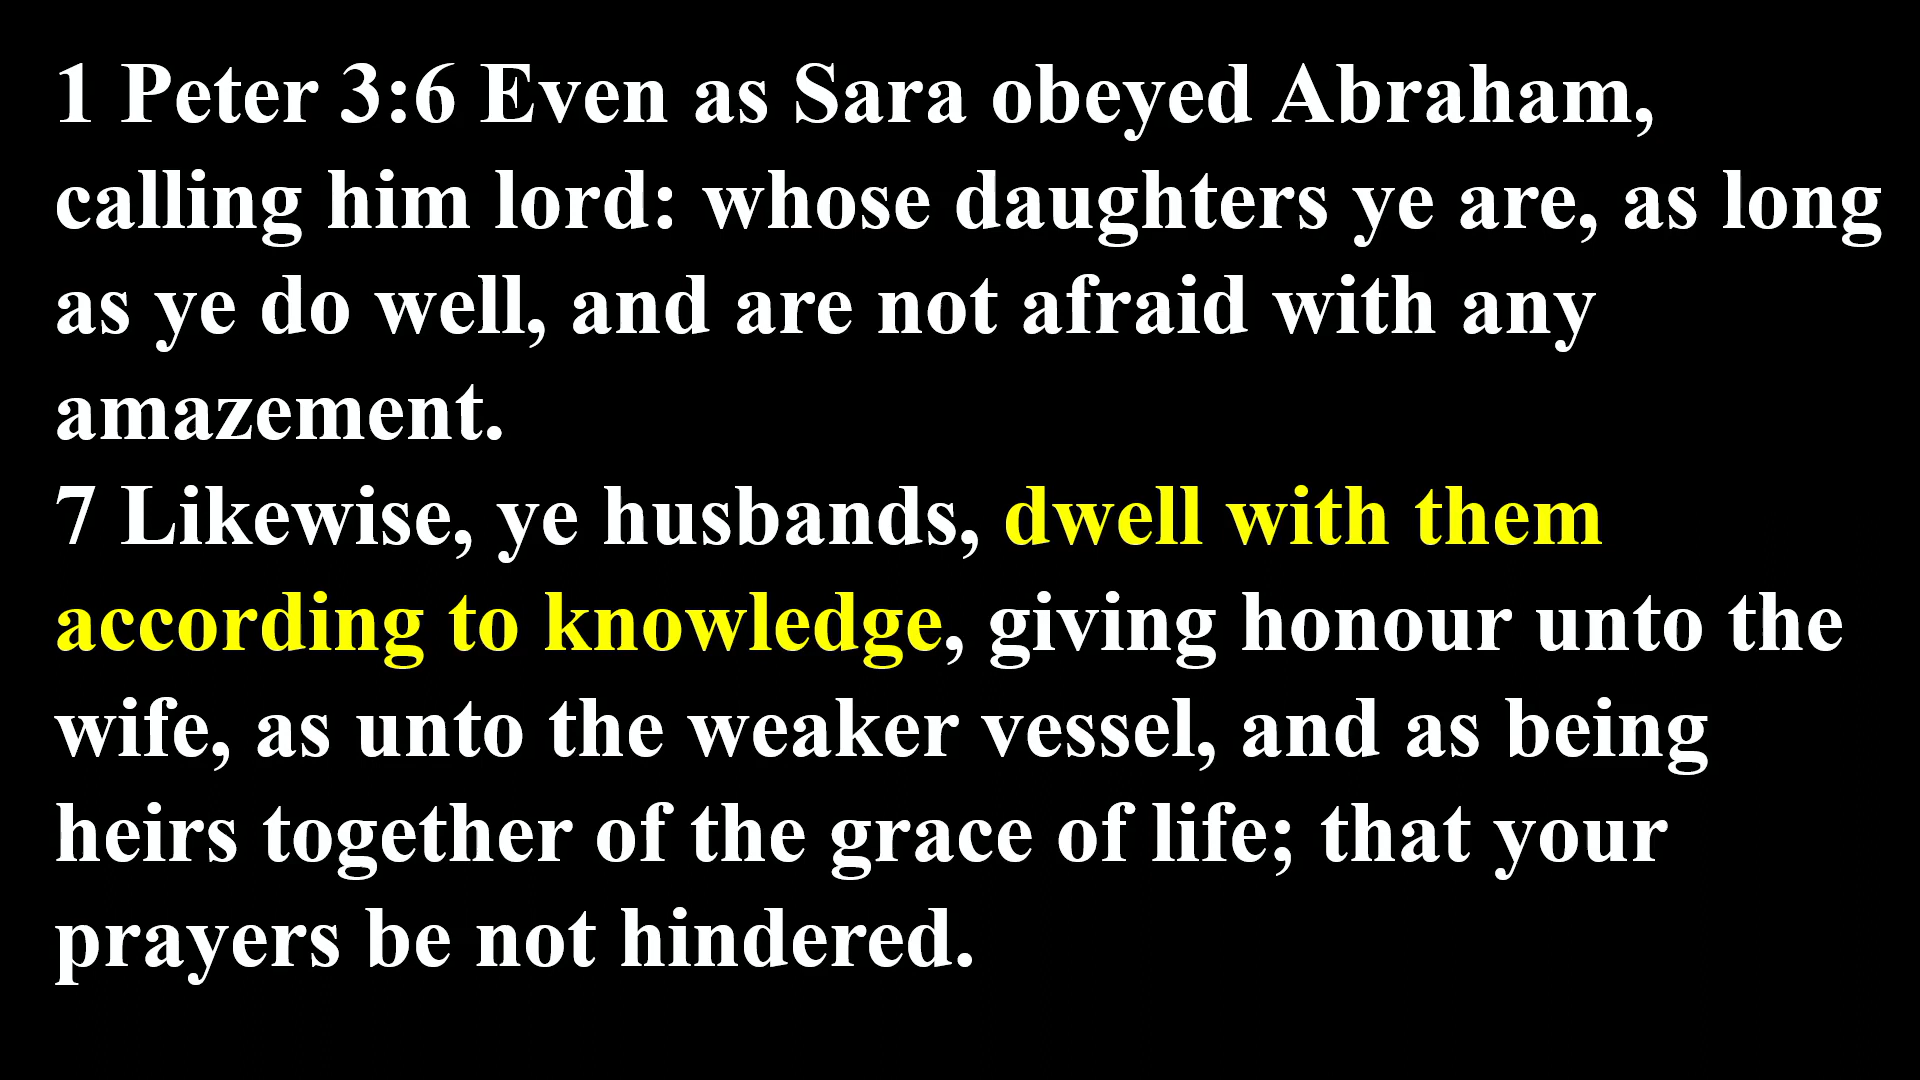 1 Peter 3:6 Even as Sara obeyed Abraham,
calling him lord: whose daughters ye are, as long
as ye do well, and are not afraid with any
amazement.
7 Likewise, ye husbands, dwell with them
according to knowledge, giving honour unto the
wife, as unto the weaker vessel, and as being
heirs together of the grace of life; that your
prayers be not hindered.